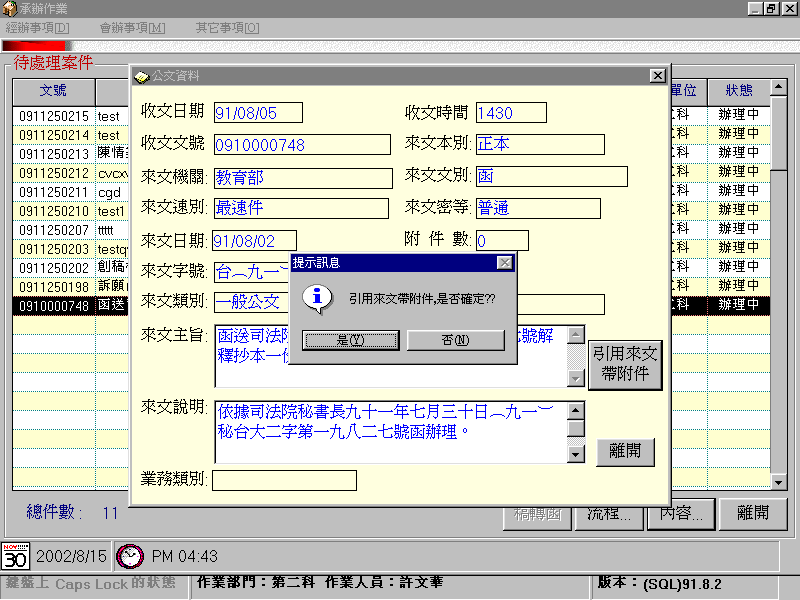 承辦作業
經辦事項[D] 會辦事項[M] 其它事項[O]
待處理案件
文號 單位 狀態
0911250215 test 科 辦理中
0911250214 test 科 辦理中
0911250213 陳情 科 辦理中
0911250212 cvcxv 科 辦理中
0911250211 cgd 科 辦理中
0911250210 test1 科 辦理中
0911250207 ttttt 科 辦理中
0911250203 testq 科 辦理中
0911250202 創稿 科 辦理中
0911250198 訴願 科 辦理中
0910000748 函送 科 辦理中
公文資料
收文日期 91/08/05 收文時間 1430
收文文號 0910000748 來文本別: 正本
來文機關: 教育部 來文文別: 函
來文速別: 最速件 來文密等: 普通
來文日期: 91/08/02 附 件 數: 0
來文字號: 台︵九一︶
來文類別: 一般公文
來文主旨: 函送司法院 號解
釋抄本一份
引用來文
帶附件
來文說明: 依據司法院秘書長九十一年七月三十日︵九一︶
秘台大二字第一九八二七號函辦理。
離開
業務類別:
提示訊息
引用來文帶附件,是否確定??
是(Y) 否(N)
總件數: 11 稿轉函 流程... 內容... 離開
30 2002/8/15 PM 04:43
鍵盤上 Caps Lock 的狀態 作業部門：第二科 作業人員：許文華 版本：(SQL)91.8.2